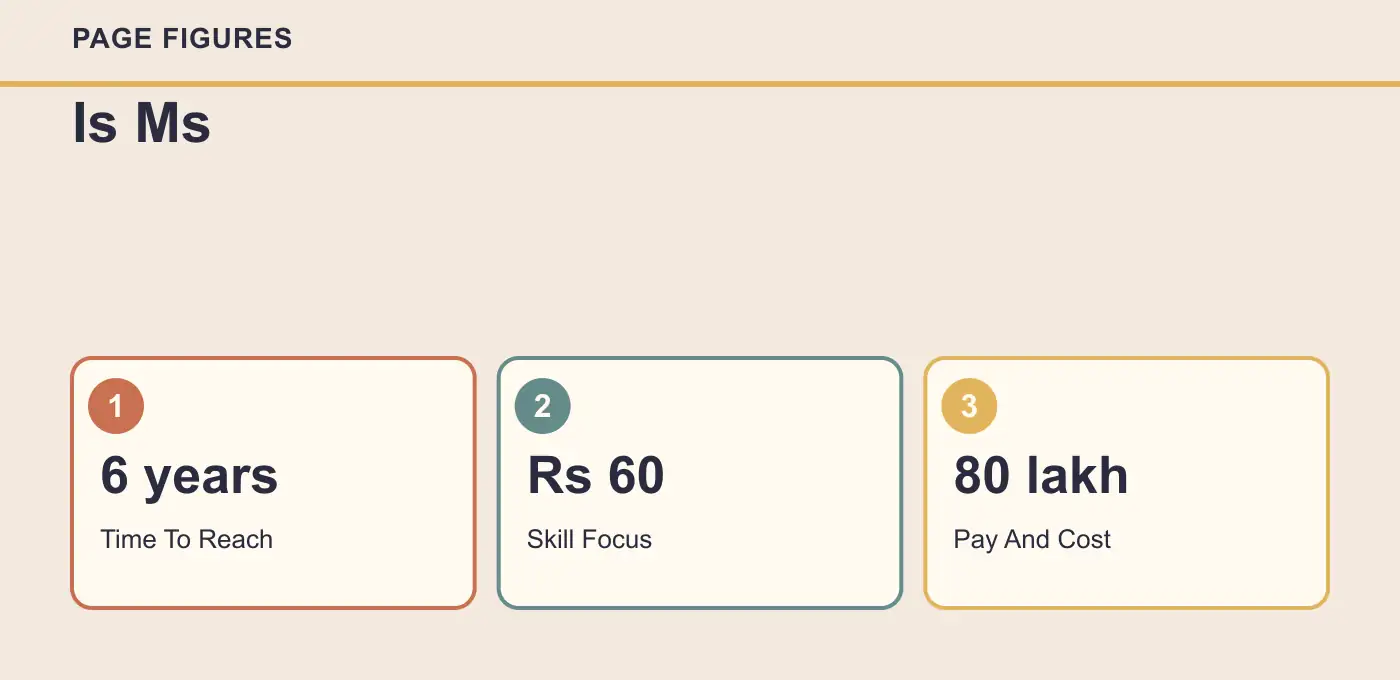 PAGE FIGURES
Is Ms
1
6 years
Time To Reach
2
Rs 60
Skill Focus
3
80 lakh
Pay And Cost